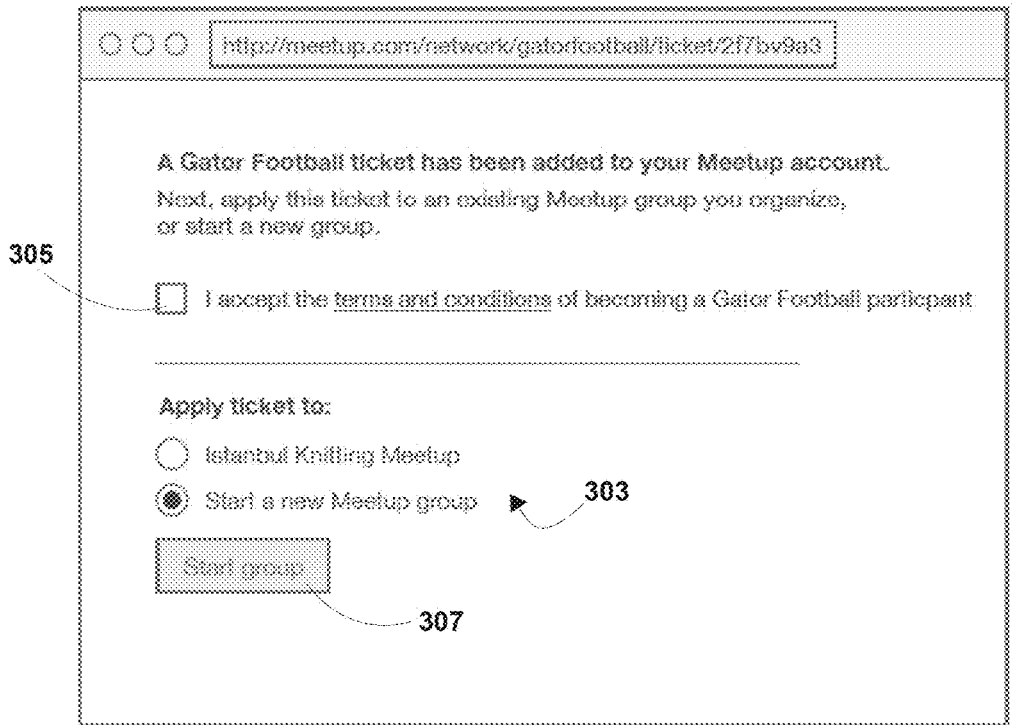 http://meetup.com/network/gatorfootball/ticket/2f7bv9a3
A Gator Football ticket has been added to your Meetup account.
Next, apply this ticket to an existing Meetup group you organize,
or start a new group.
305
I accept the terms and conditions of becoming a Gator Football particpant
Apply ticket to:
Istanbul Knitting Meetup
Start a new Meetup group
303
Start group
307